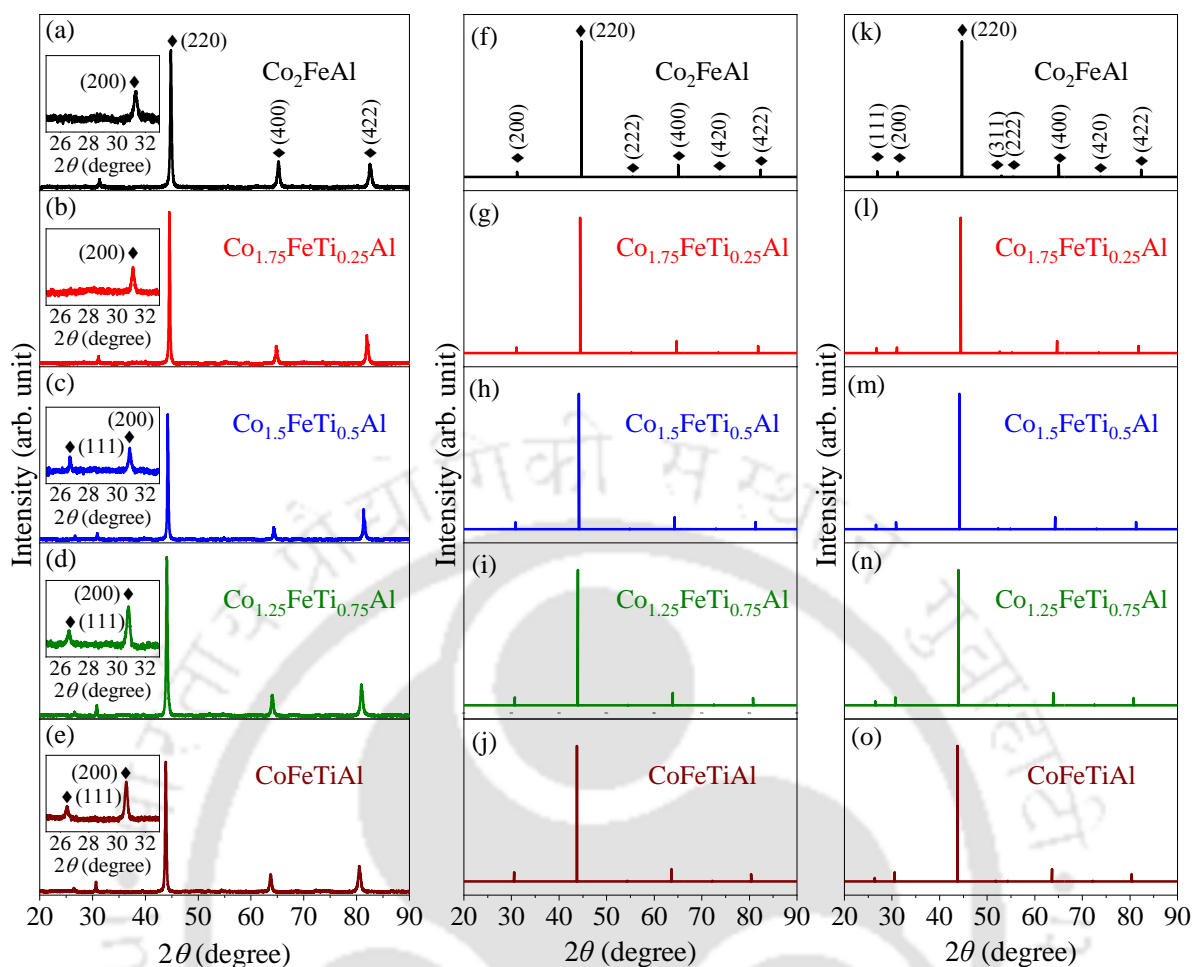 (a)
♦ (220)
Co₂FeAl
(200) ♦
26 28 30 32
2θ (degree)
♦ (400)
♦ (422)
(b)
Co₁.₇₅FeTi₀.₂₅Al
(200) ♦
26 28 30 32
2θ (degree)
(c)
Co₁.₅FeTi₀.₅Al
(200)
♦
♦ (111)
26 28 30 32
2θ (degree)
(d)
Co₁.₂₅FeTi₀.₇₅Al
(200) ♦
♦ (111)
26 28 30 32
2θ (degree)
(e)
CoFeTiAl
(200) ♦
♦ (111)
26 28 30 32
2θ (degree)
20 30 40 50 60 70 80 90
2θ (degree)
Intensity (arb. unit)
(f)
♦ (220)
Co₂FeAl
♦ (200)
♦ (222)
♦ (400)
♦ (420)
♦ (422)
(g)
Co₁.₇₅FeTi₀.₂₅Al
(h)
Co₁.₅FeTi₀.₅Al
(i)
Co₁.₂₅FeTi₀.₇₅Al
(j)
CoFeTiAl
20 30 40 50 60 70 80 90
2θ (degree)
Intensity (arb. unit)
(k)
♦ (220)
Co₂FeAl
♦ (111)
♦ (200)
♦ (311)
♦ (222)
♦ (400)
♦ (420)
♦ (422)
(l)
Co₁.₇₅FeTi₀.₂₅Al
(m)
Co₁.₅FeTi₀.₅Al
(n)
Co₁.₂₅FeTi₀.₇₅Al
(o)
CoFeTiAl
20 30 40 50 60 70 80 90
2θ (degree)
Intensity (arb. unit)